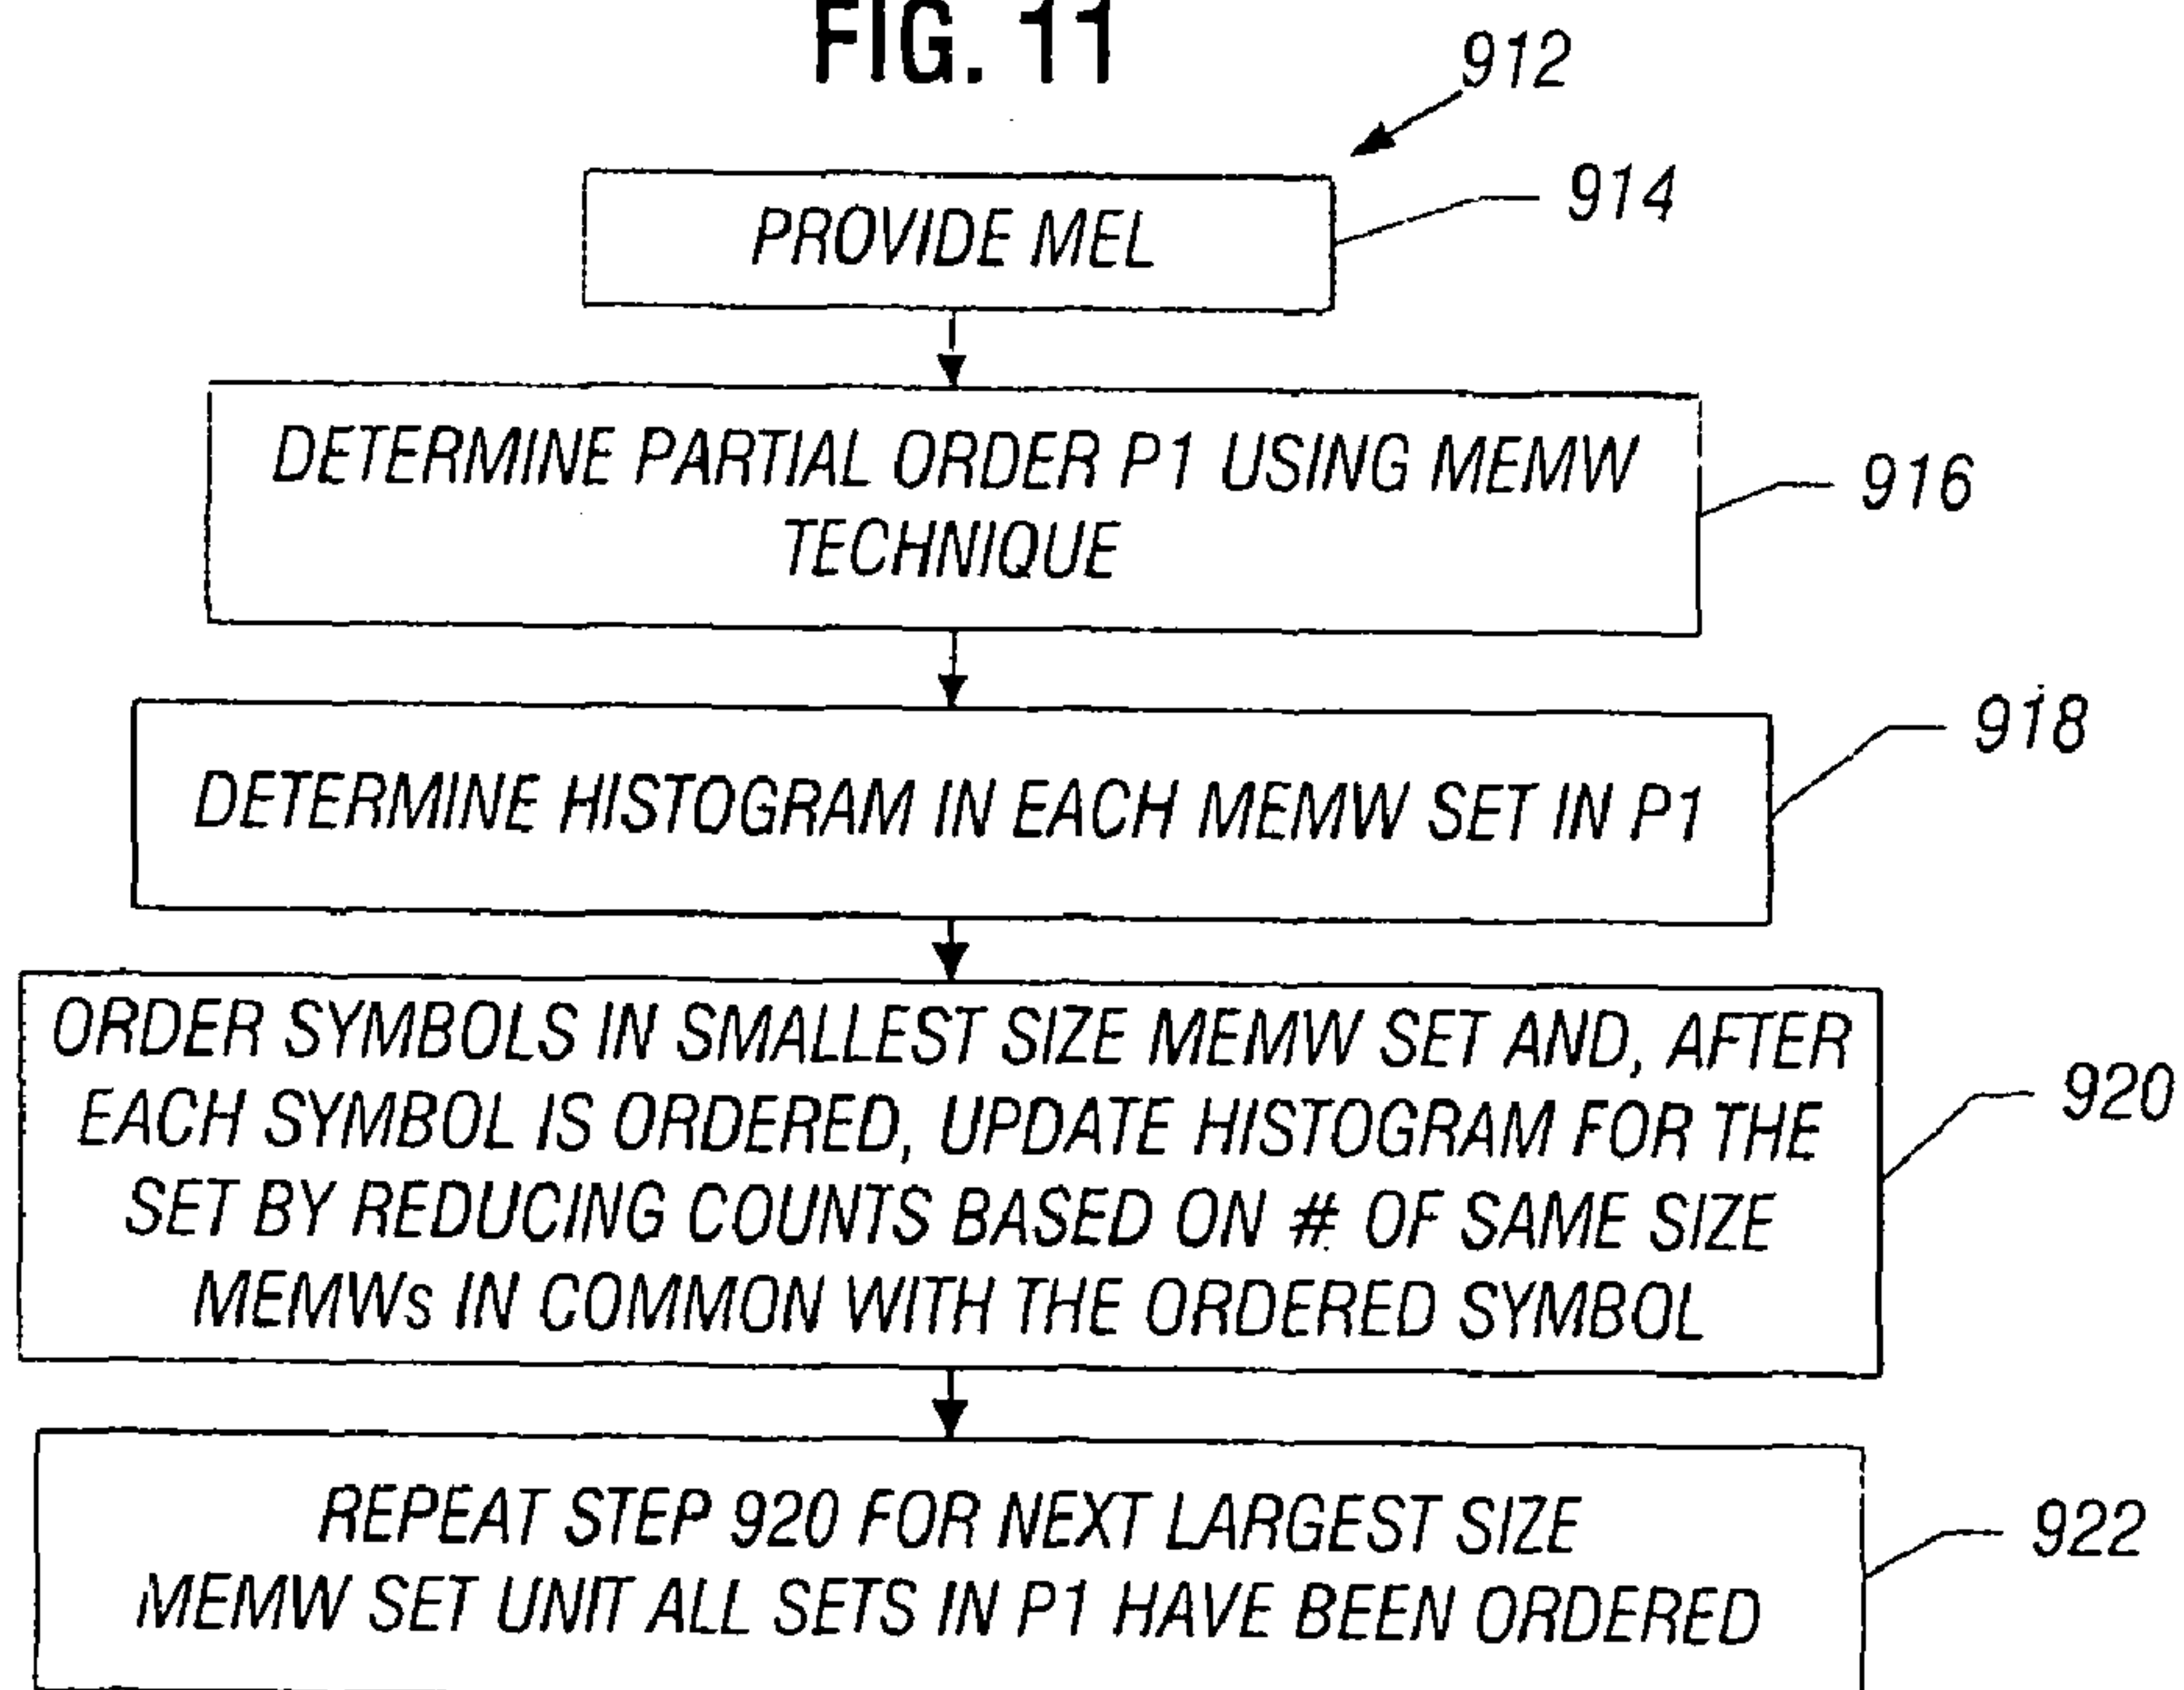 FIG. 11
912
PROVIDE MEL
914
DETERMINE PARTIAL ORDER P1 USING MEMW
TECHNIQUE
916
DETERMINE HISTOGRAM IN EACH MEMW SET IN P1
918
ORDER SYMBOLS IN SMALLEST SIZE MEMW SET AND, AFTER
EACH SYMBOL IS ORDERED, UPDATE HISTOGRAM FOR THE
SET BY REDUCING COUNTS BASED ON # OF SAME SIZE
MEMWs IN COMMON WITH THE ORDERED SYMBOL
920
REPEAT STEP 920 FOR NEXT LARGEST SIZE
MEMW SET UNIT ALL SETS IN P1 HAVE BEEN ORDERED
922